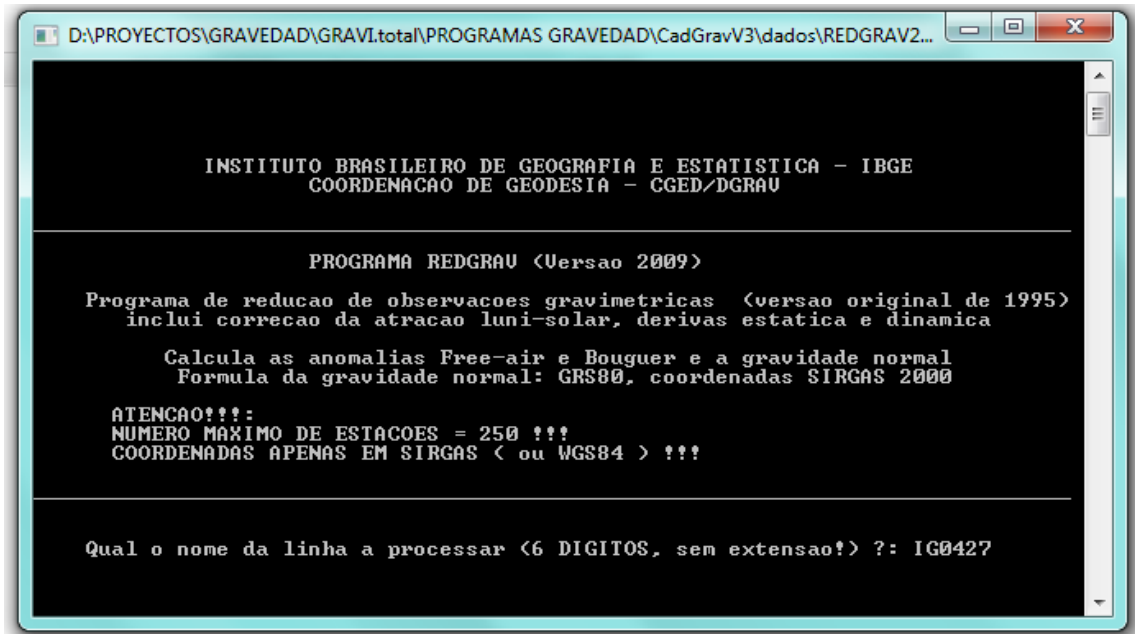 D:\PROYECTOS\GRAVEDAD\GRAVI.total\PROGRAMAS GRAVEDAD\CadGravV3\dados\REDGRAV2...
INSTITUTO BRASILEIRO DE GEOGRAFIA E ESTATISTICA - IBGE
COORDENACAO DE GEODESIA - CGED/DGRAV
PROGRAMA REDGRAV (Versao 2009)
Programa de reducao de observacoes gravimetricas (versao original de 1995)
inclui correcao da atracao luni-solar, derivas estatica e dinamica
Calcula as anomalias Free-air e Bouguer e a gravidade normal
Formula da gravidade normal: GRS80, coordenadas SIRGAS 2000
ATENCAO!!!:
NUMERO MAXIMO DE ESTACOES = 250 !!!
COORDENADAS APENAS EM SIRGAS ( ou WGS84 ) !!!
Qual o nome da linha a processar (6 DIGITOS, sem extensao!) ?: IG0427